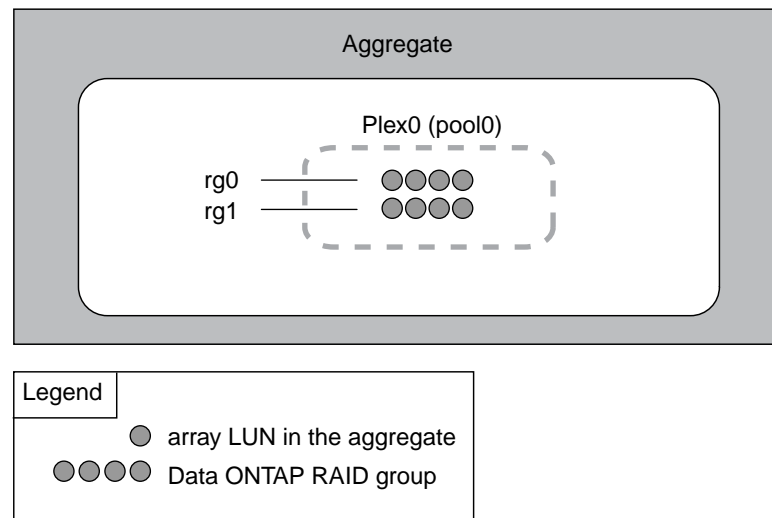 Aggregate
Plex0 (pool0)
rg0
rg1
Legend
array LUN in the aggregate
Data ONTAP RAID group